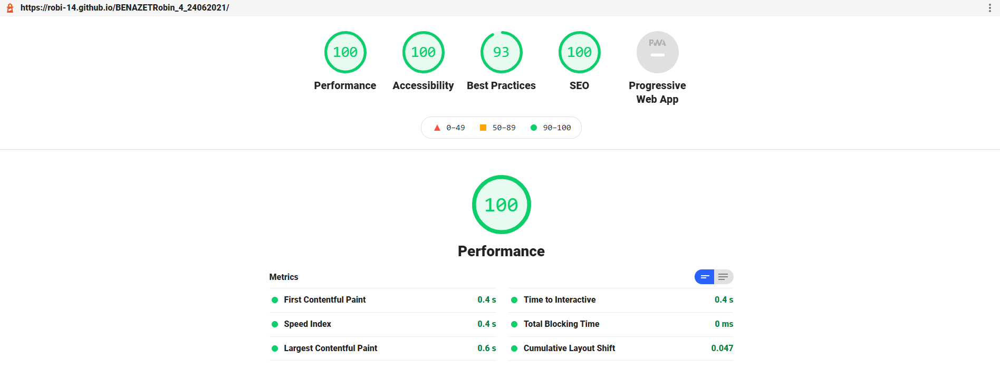 https://robi-14.github.io/BENAZETRobin_4_24062021/
100 100 93 100 PWA
Performance Accessibility Best Practices SEO Progressive
Web App
0–49 50–89 90–100
100
Performance
Metrics
First Contentful Paint 0.4 s Time to Interactive 0.4 s
Speed Index 0.4 s Total Blocking Time 0 ms
Largest Contentful Paint 0.6 s Cumulative Layout Shift 0.047